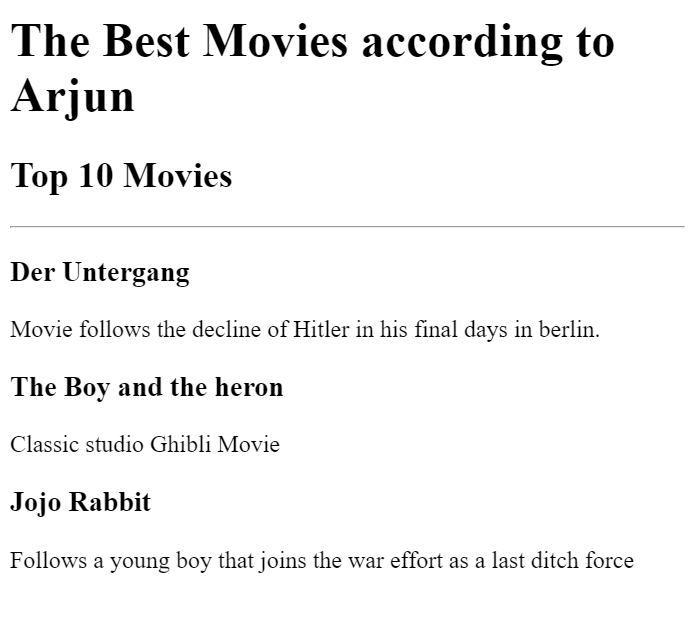 The Best Movies according to
Arjun
Top 10 Movies
Der Untergang
Movie follows the decline of Hitler in his final days in berlin.
The Boy and the heron
Classic studio Ghibli Movie
Jojo Rabbit
Follows a young boy that joins the war effort as a last ditch force